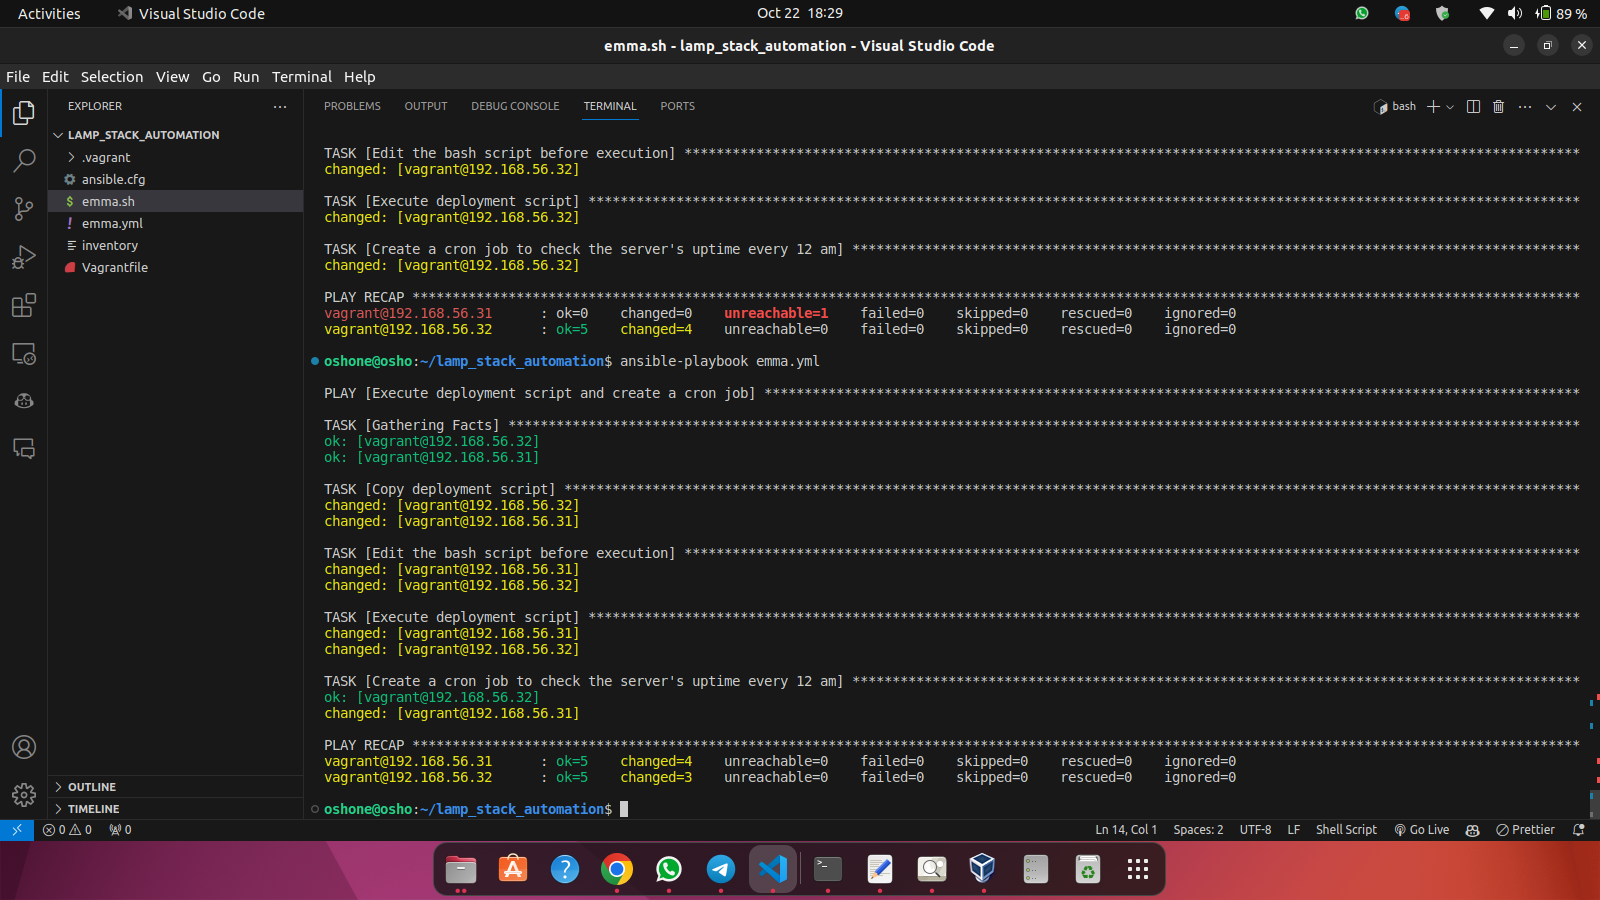 Activities Visual Studio Code Oct 22 18:29 89 %
emma.sh - lamp_stack_automation - Visual Studio Code
File Edit Selection View Go Run Terminal Help
EXPLORER
LAMP_STACK_AUTOMATION
.vagrant
ansible.cfg
$ emma.sh
! emma.yml
inventory
Vagrantfile
OUTLINE
TIMELINE
PROBLEMS OUTPUT DEBUG CONSOLE TERMINAL PORTS bash
TASK [Edit the bash script before execution] ****************************************************************************************************************
changed: [vagrant@192.168.56.32]
TASK [Execute deployment script] ****************************************************************************************************************************
changed: [vagrant@192.168.56.32]
TASK [Create a cron job to check the server's uptime every 12 am] *******************************************************************************************
changed: [vagrant@192.168.56.32]
PLAY RECAP **************************************************************************************************************************************************
vagrant@192.168.56.31 : ok=0 changed=0 unreachable=1 failed=0 skipped=0 rescued=0 ignored=0
vagrant@192.168.56.32 : ok=5 changed=4 unreachable=0 failed=0 skipped=0 rescued=0 ignored=0
oshone@osho:~/lamp_stack_automation$ ansible-playbook emma.yml
PLAY [Execute deployment script and create a cron job] ******************************************************************************************************
TASK [Gathering Facts] **************************************************************************************************************************************
ok: [vagrant@192.168.56.32]
ok: [vagrant@192.168.56.31]
TASK [Copy deployment script] *******************************************************************************************************************************
changed: [vagrant@192.168.56.32]
changed: [vagrant@192.168.56.31]
TASK [Edit the bash script before execution] ****************************************************************************************************************
changed: [vagrant@192.168.56.31]
changed: [vagrant@192.168.56.32]
TASK [Execute deployment script] ****************************************************************************************************************************
changed: [vagrant@192.168.56.31]
changed: [vagrant@192.168.56.32]
TASK [Create a cron job to check the server's uptime every 12 am] *******************************************************************************************
ok: [vagrant@192.168.56.32]
changed: [vagrant@192.168.56.31]
PLAY RECAP **************************************************************************************************************************************************
vagrant@192.168.56.31 : ok=5 changed=4 unreachable=0 failed=0 skipped=0 rescued=0 ignored=0
vagrant@192.168.56.32 : ok=5 changed=3 unreachable=0 failed=0 skipped=0 rescued=0 ignored=0
oshone@osho:~/lamp_stack_automation$
0 0 0 Ln 14, Col 1 Spaces: 2 UTF-8 LF Shell Script Go Live Prettier